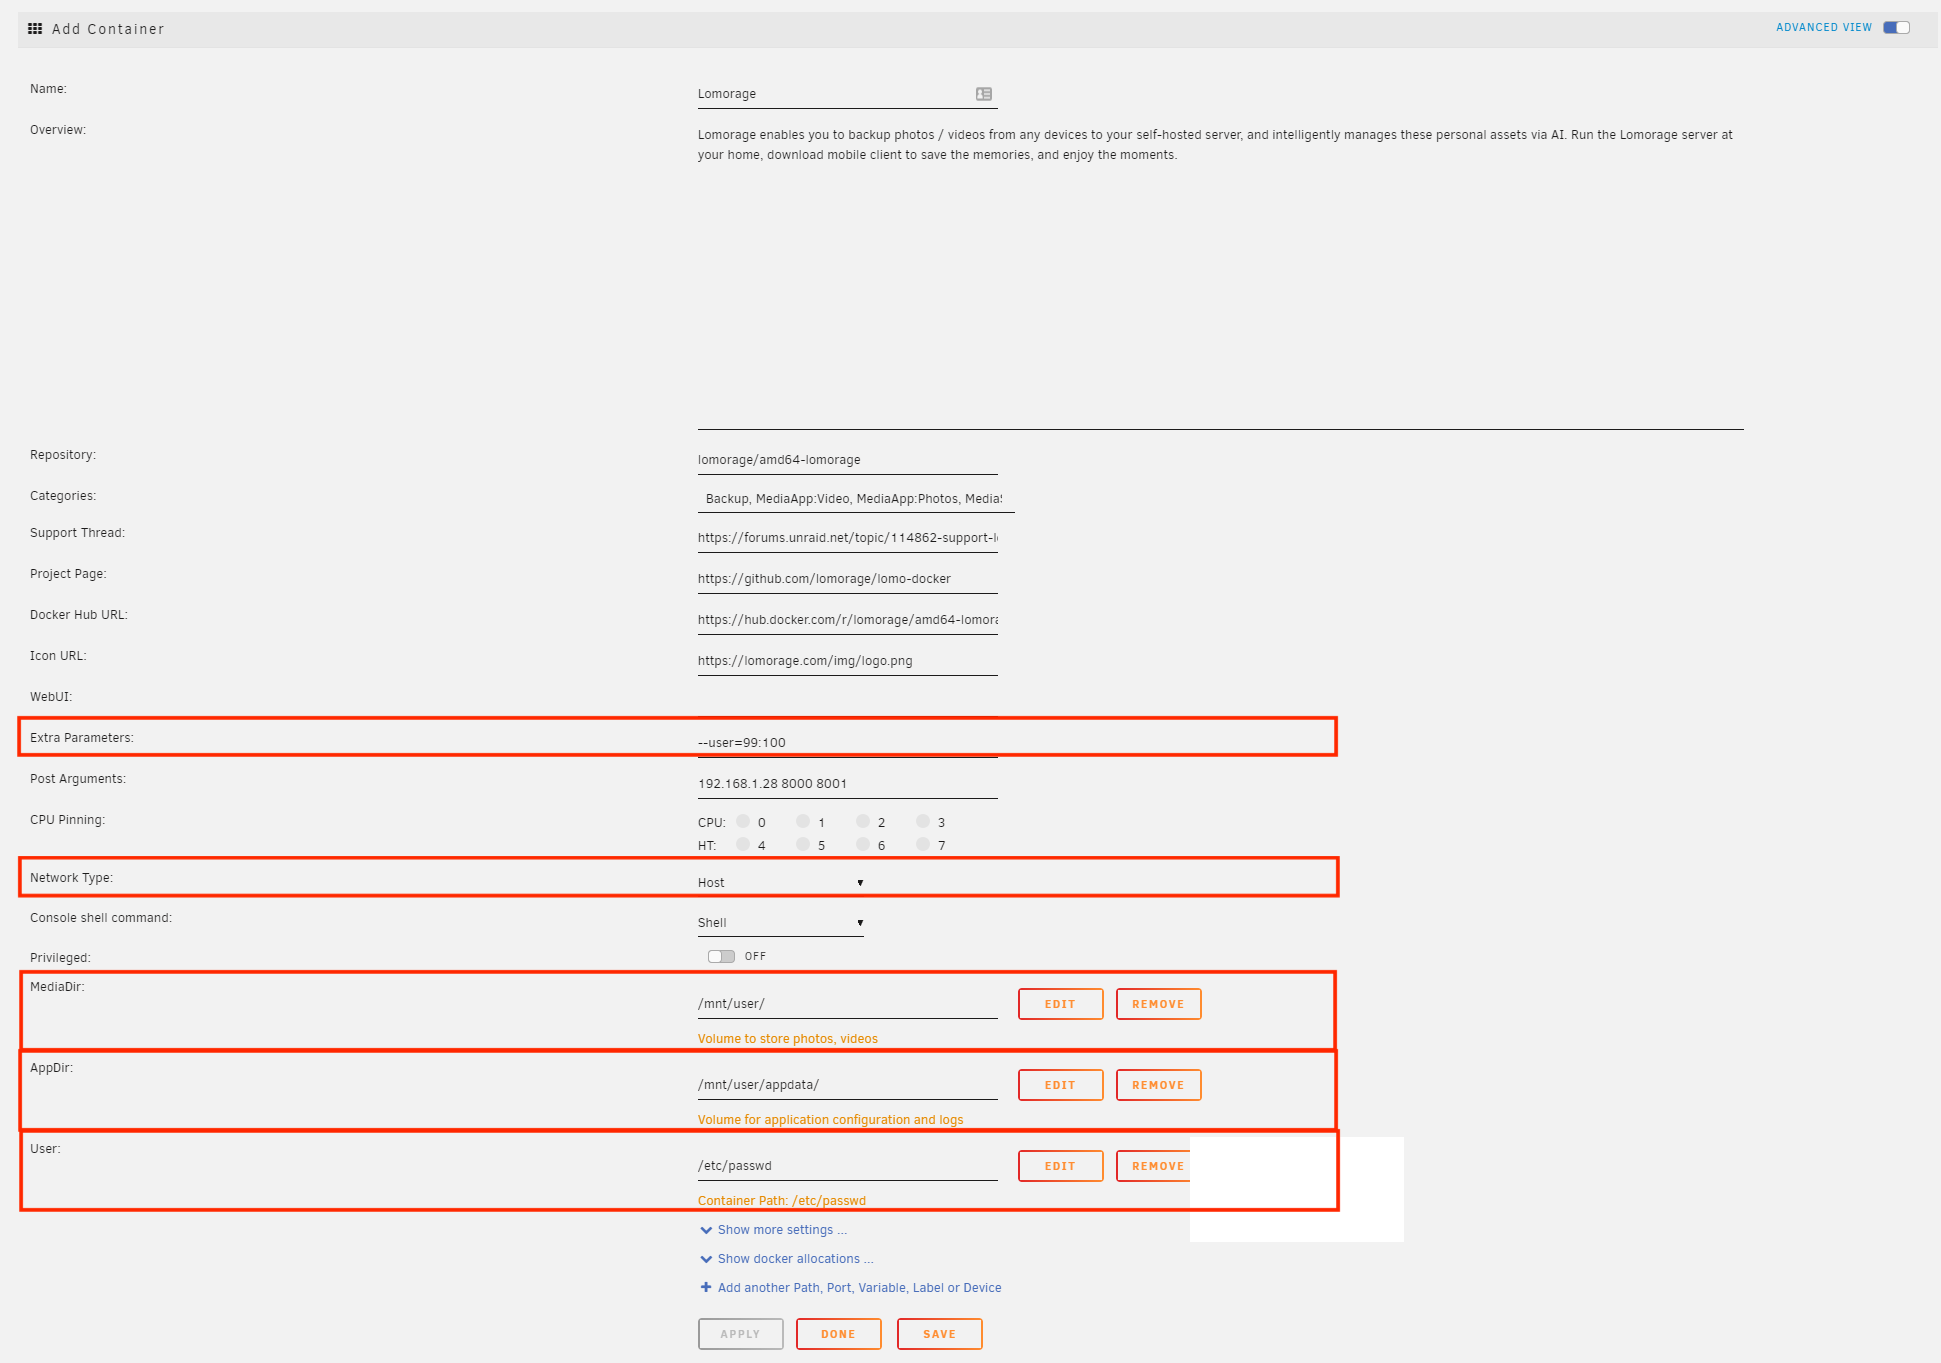 Add Container
ADVANCED VIEW
Name:
Lomorage
Overview:
Lomorage enables you to backup photos / videos from any devices to your self-hosted server, and intelligently manages these personal assets via AI. Run the Lomorage server at
your home, download mobile client to save the memories, and enjoy the moments.
Repository:
lomorage/amd64-lomorage
Categories:
Backup, MediaApp:Video, MediaApp:Photos, Media
Support Thread:
https://forums.unraid.net/topic/114862-support-l
Project Page:
https://github.com/lomorage/lomo-docker
Docker Hub URL:
https://hub.docker.com/r/lomorage/amd64-lomora
Icon URL:
https://lomorage.com/img/logo.png
WebUI:
Extra Parameters:
--user=99:100
Post Arguments:
192.168.1.28 8000 8001
CPU Pinning:
CPU: 0 1 2 3
HT: 4 5 6 7
Network Type:
Host
Console shell command:
Shell
Privileged:
OFF
MediaDir:
/mnt/user/ EDIT REMOVE
Volume to store photos, videos
AppDir:
/mnt/user/appdata/ EDIT REMOVE
Volume for application configuration and logs
User:
/etc/passwd EDIT REMOVE
Container Path: /etc/passwd
Show more settings ...
Show docker allocations ...
Add another Path, Port, Variable, Label or Device
APPLY DONE SAVE